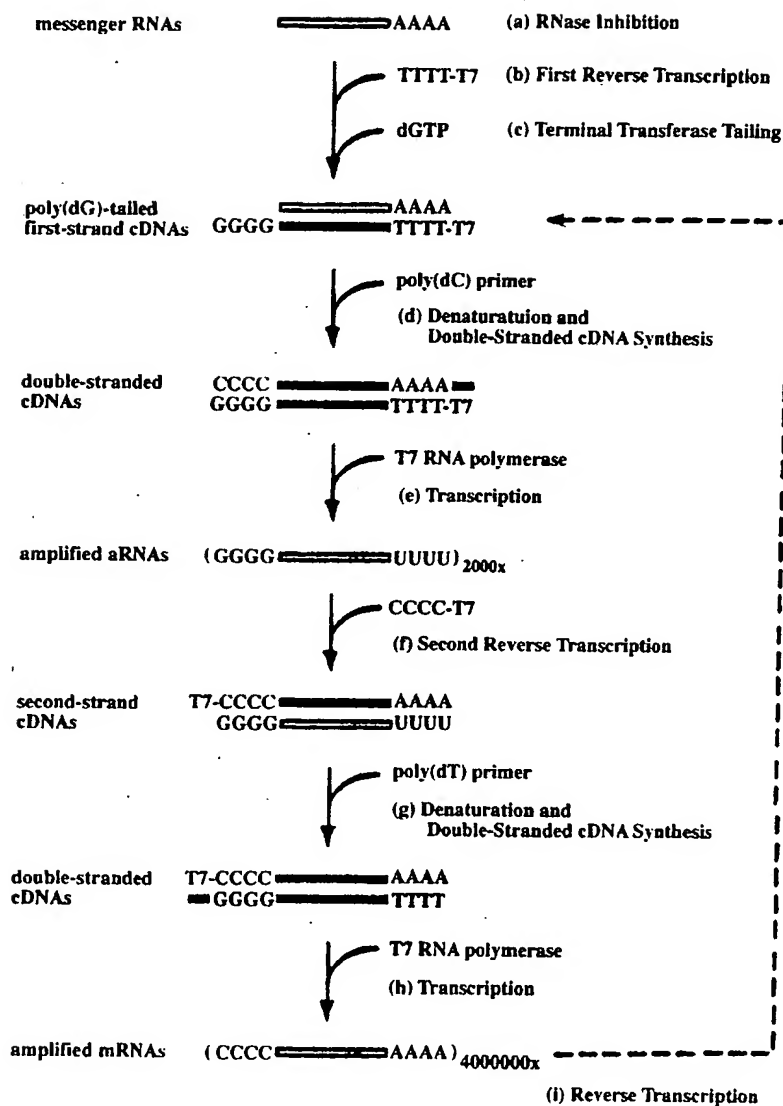 messenger RNAs AAAA (a) RNase Inhibition
TTTT-T7 (b) First Reverse Transcription
dGTP (c) Terminal Transferase Tailing
poly(dG)-tailed AAAA
first-strand cDNAs GGGG TTTT-T7
poly(dC) primer
(d) Denaturatuion and
Double-Stranded cDNA Synthesis
double-stranded CCCC AAAA
cDNAs GGGG TTTT-T7
T7 RNA polymerase
(e) Transcription
amplified aRNAs (GGGG UUUU)2000x
CCCC-T7
(f) Second Reverse Transcription
second-strand T7-CCCC AAAA
cDNAs GGGG UUUU
poly(dT) primer
(g) Denaturation and
Double-Stranded cDNA Synthesis
double-stranded T7-CCCC AAAA
cDNAs GGGG TTTT
T7 RNA polymerase
(h) Transcription
amplified mRNAs (CCCC AAAA)4000000x
(i) Reverse Transcription